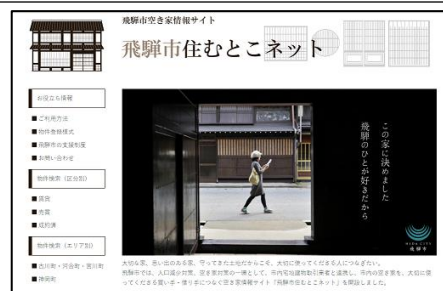 飛騨市空き家情報サイト
飛騨市住むとこネット
お役立ち情報
■ ご利用方法
■ 物件登録様式
■ 飛騨市の支援制度
■ お問い合わせ
物件検索（区分別）
■ 賃貸
■ 売買
■ 成約済
物件検索（エリア別）
■ 古川町・河合町・宮川町
■ 神岡町
この家に決めました
飛騨のひとが好きだから
HIDA CITY
飛騨市
大切な家、思い出のある家、守ってきた土地だからこそ、大切に使ってくださる人につなぎたい。
飛騨市では、人口減少対策、空き家対策の一環として、市内宅地建物取引業者と連携し、市内の空き家を、大切に使
ってくださる買い手・借り手につなぐ空き家情報サイト「飛騨市住むとこネット」を開設しました。